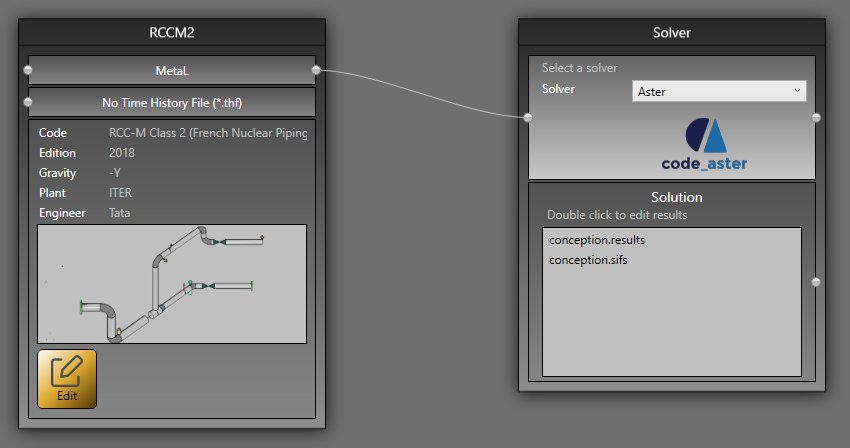 RCCM2
MetaL
No Time History File (*.thf)
Code RCC-M Class 2 (French Nuclear Piping
Edition 2018
Gravity -Y
Plant ITER
Engineer Tata
Edit
Solver
Select a solver
Solver Aster
code_aster
Solution
Double click to edit results
conception.results
conception.sifs